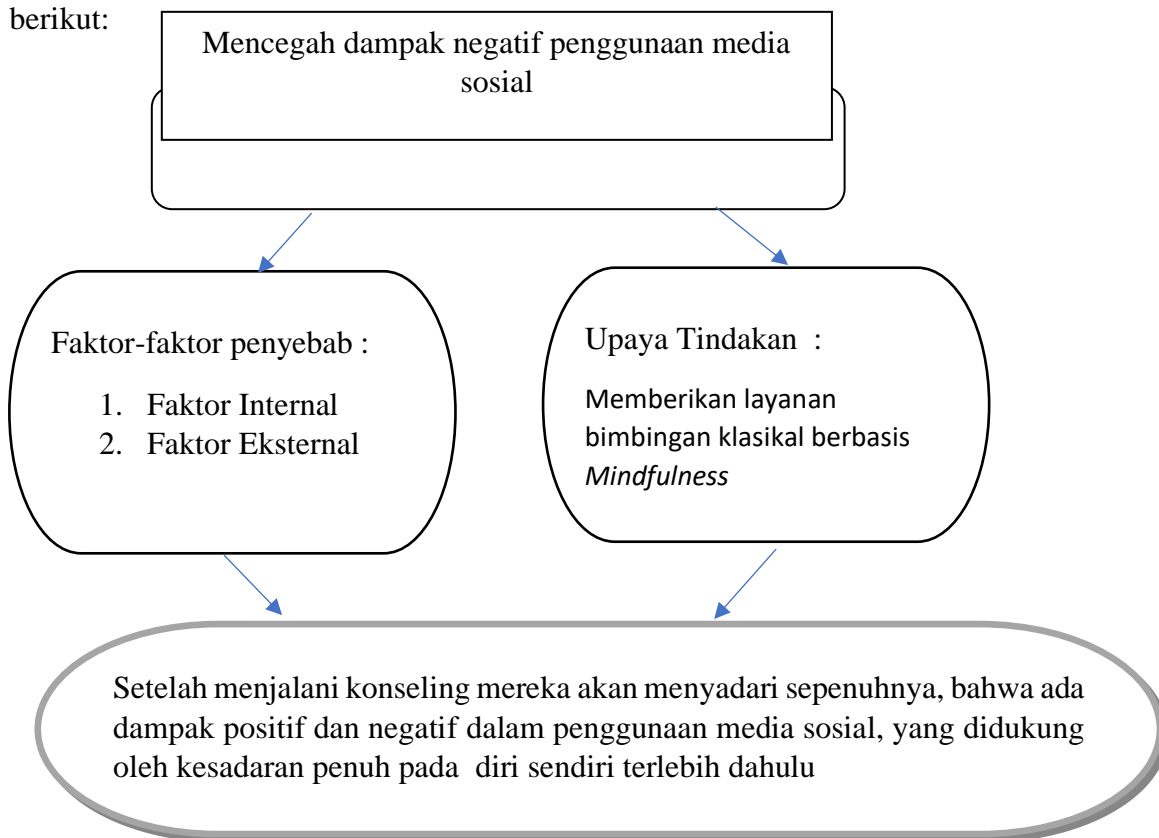 berikut:
Mencegah dampak negatif penggunaan media
sosial
Faktor-faktor penyebab :
1. Faktor Internal
2. Faktor Eksternal
Upaya Tindakan :
Memberikan layanan
bimbingan klasikal berbasis
Mindfulness
Setelah menjalani konseling mereka akan menyadari sepenuhnya, bahwa ada
dampak positif dan negatif dalam penggunaan media sosial, yang didukung
oleh kesadaran penuh pada diri sendiri terlebih dahulu